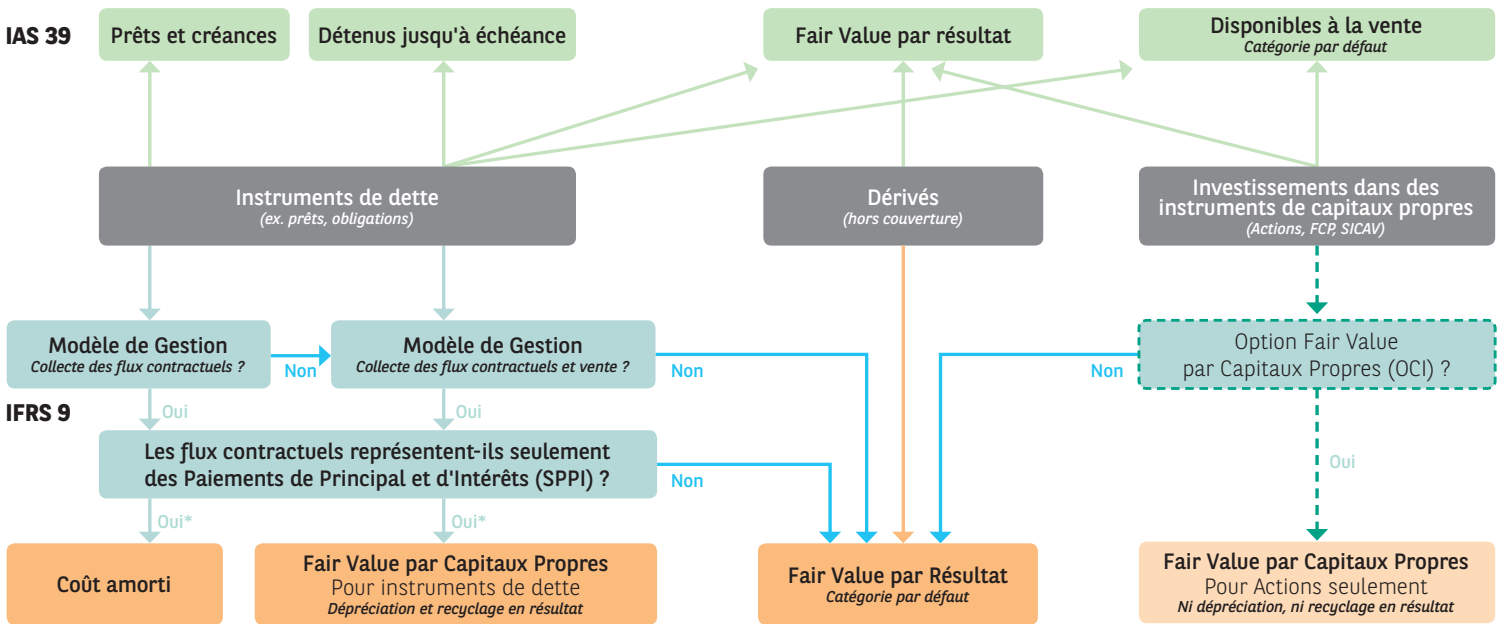 IAS 39
Prêts et créances
Détenus jusqu'à échéance
Fair Value par résultat
Disponibles à la vente
Catégorie par défaut
Instruments de dette
(ex. prêts, obligations)
Dérivés
(hors couverture)
Investissements dans des
instruments de capitaux propres
(Actions, FCP, SICAV)
Modèle de Gestion
Collecte des flux contractuels ?
Non
Modèle de Gestion
Collecte des flux contractuels et vente ?
Non
Non
Option Fair Value
par Capitaux Propres (OCI) ?
IFRS 9
Oui
Oui
Les flux contractuels représentent-ils seulement
des Paiements de Principal et d'Intérêts (SPPI) ?
Non
Oui
Oui*
Oui*
Coût amorti
Fair Value par Capitaux Propres
Pour instruments de dette
Dépréciation et recyclage en résultat
Fair Value par Résultat
Catégorie par défaut
Fair Value par Capitaux Propres
Pour Actions seulement
Ni dépréciation, ni recyclage en résultat